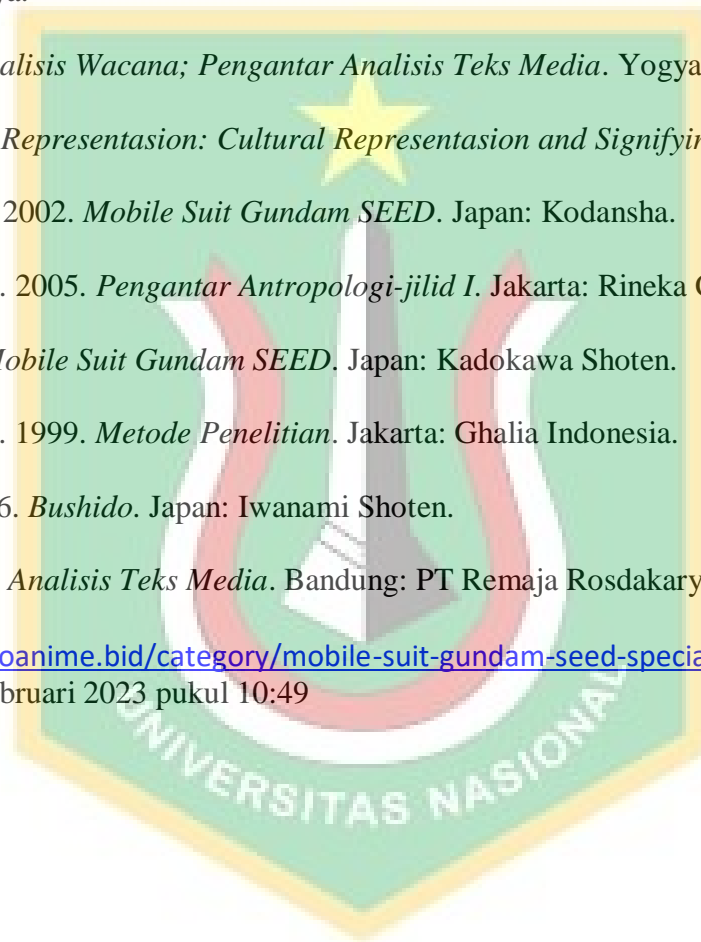 alisis Wacana; Pengantar Analisis Teks Media. Yogya
Representasion: Cultural Representasion and Signifyin
2002. Mobile Suit Gundam SEED. Japan: Kodansha.
. 2005. Pengantar Antropologi-jilid I. Jakarta: Rineka C
Mobile Suit Gundam SEED. Japan: Kadokawa Shoten.
. 1999. Metode Penelitian. Jakarta: Ghalia Indonesia.
6. Bushido. Japan: Iwanami Shoten.
Analisis Teks Media. Bandung: PT Remaja Rosdakary
oanime.bid/category/mobile-suit-gundam-seed-specia
bruari 2023 pukul 10:49
UNIVERSITAS NASIONAL